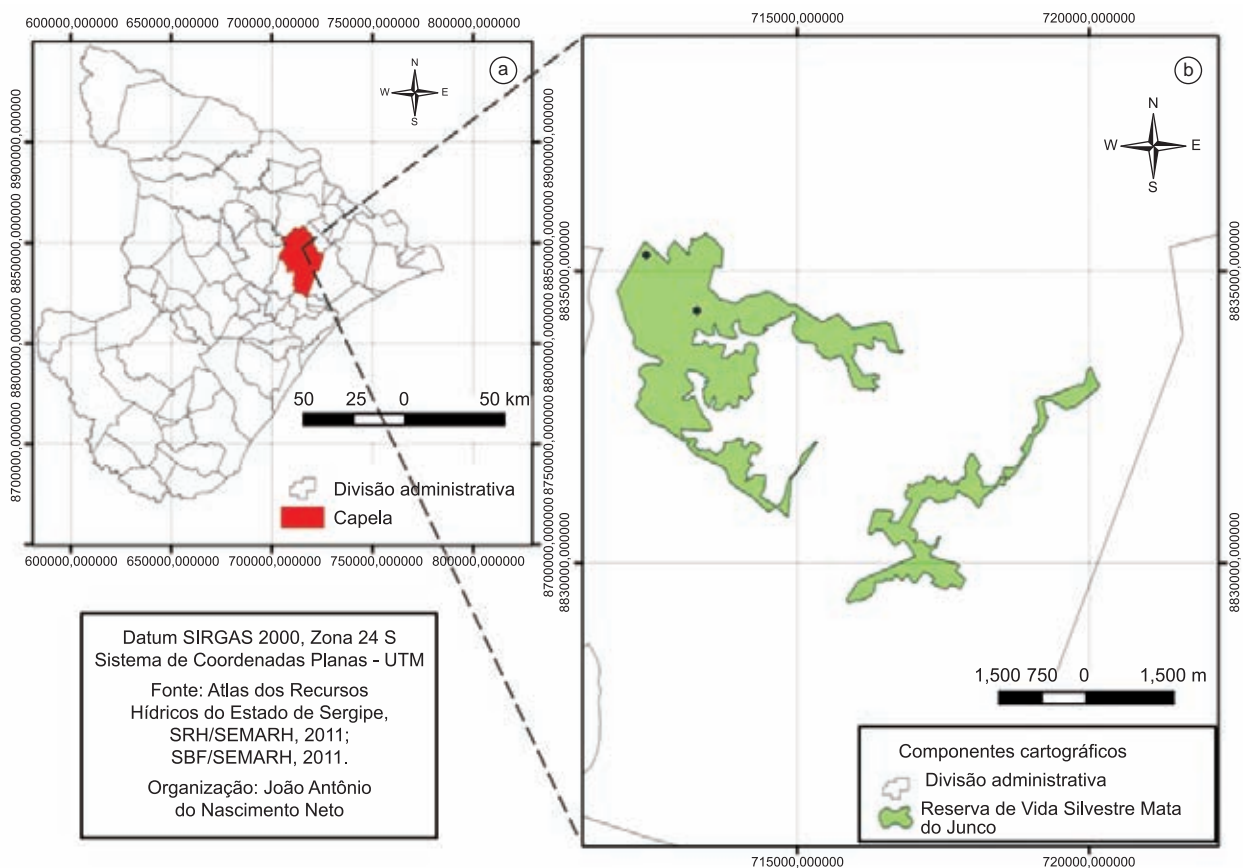 600000,000000 650000,000000 700000,000000 750000,000000 800000,000000
a
N
W E
S
8900000,000000
8850000,000000
8800000,000000
8750000,000000
8700000,000000
8900000,000000
8850000,000000
8800000,000000
8750000,000000
8700000,000000
50 25 0 50 km
Divisão administrativa
Capela
600000,000000 650000,000000 700000,000000 750000,000000 800000,000000
Datum SIRGAS 2000, Zona 24 S
Sistema de Coordenadas Planas - UTM
Fonte: Atlas dos Recursos
Hídricos do Estado de Sergipe,
SRH/SEMARH, 2011;
SBF/SEMARH, 2011.
Organização: João Antônio
do Nascimento Neto
715000,000000 720000,000000
b
N
W E
S
8835000,000000
8830000,000000
8835000,000000
8830000,000000
1,500 750 0 1,500 m
Componentes cartográficos
Divisão administrativa
Reserva de Vida Silvestre Mata
do Junco
715000,000000 720000,000000